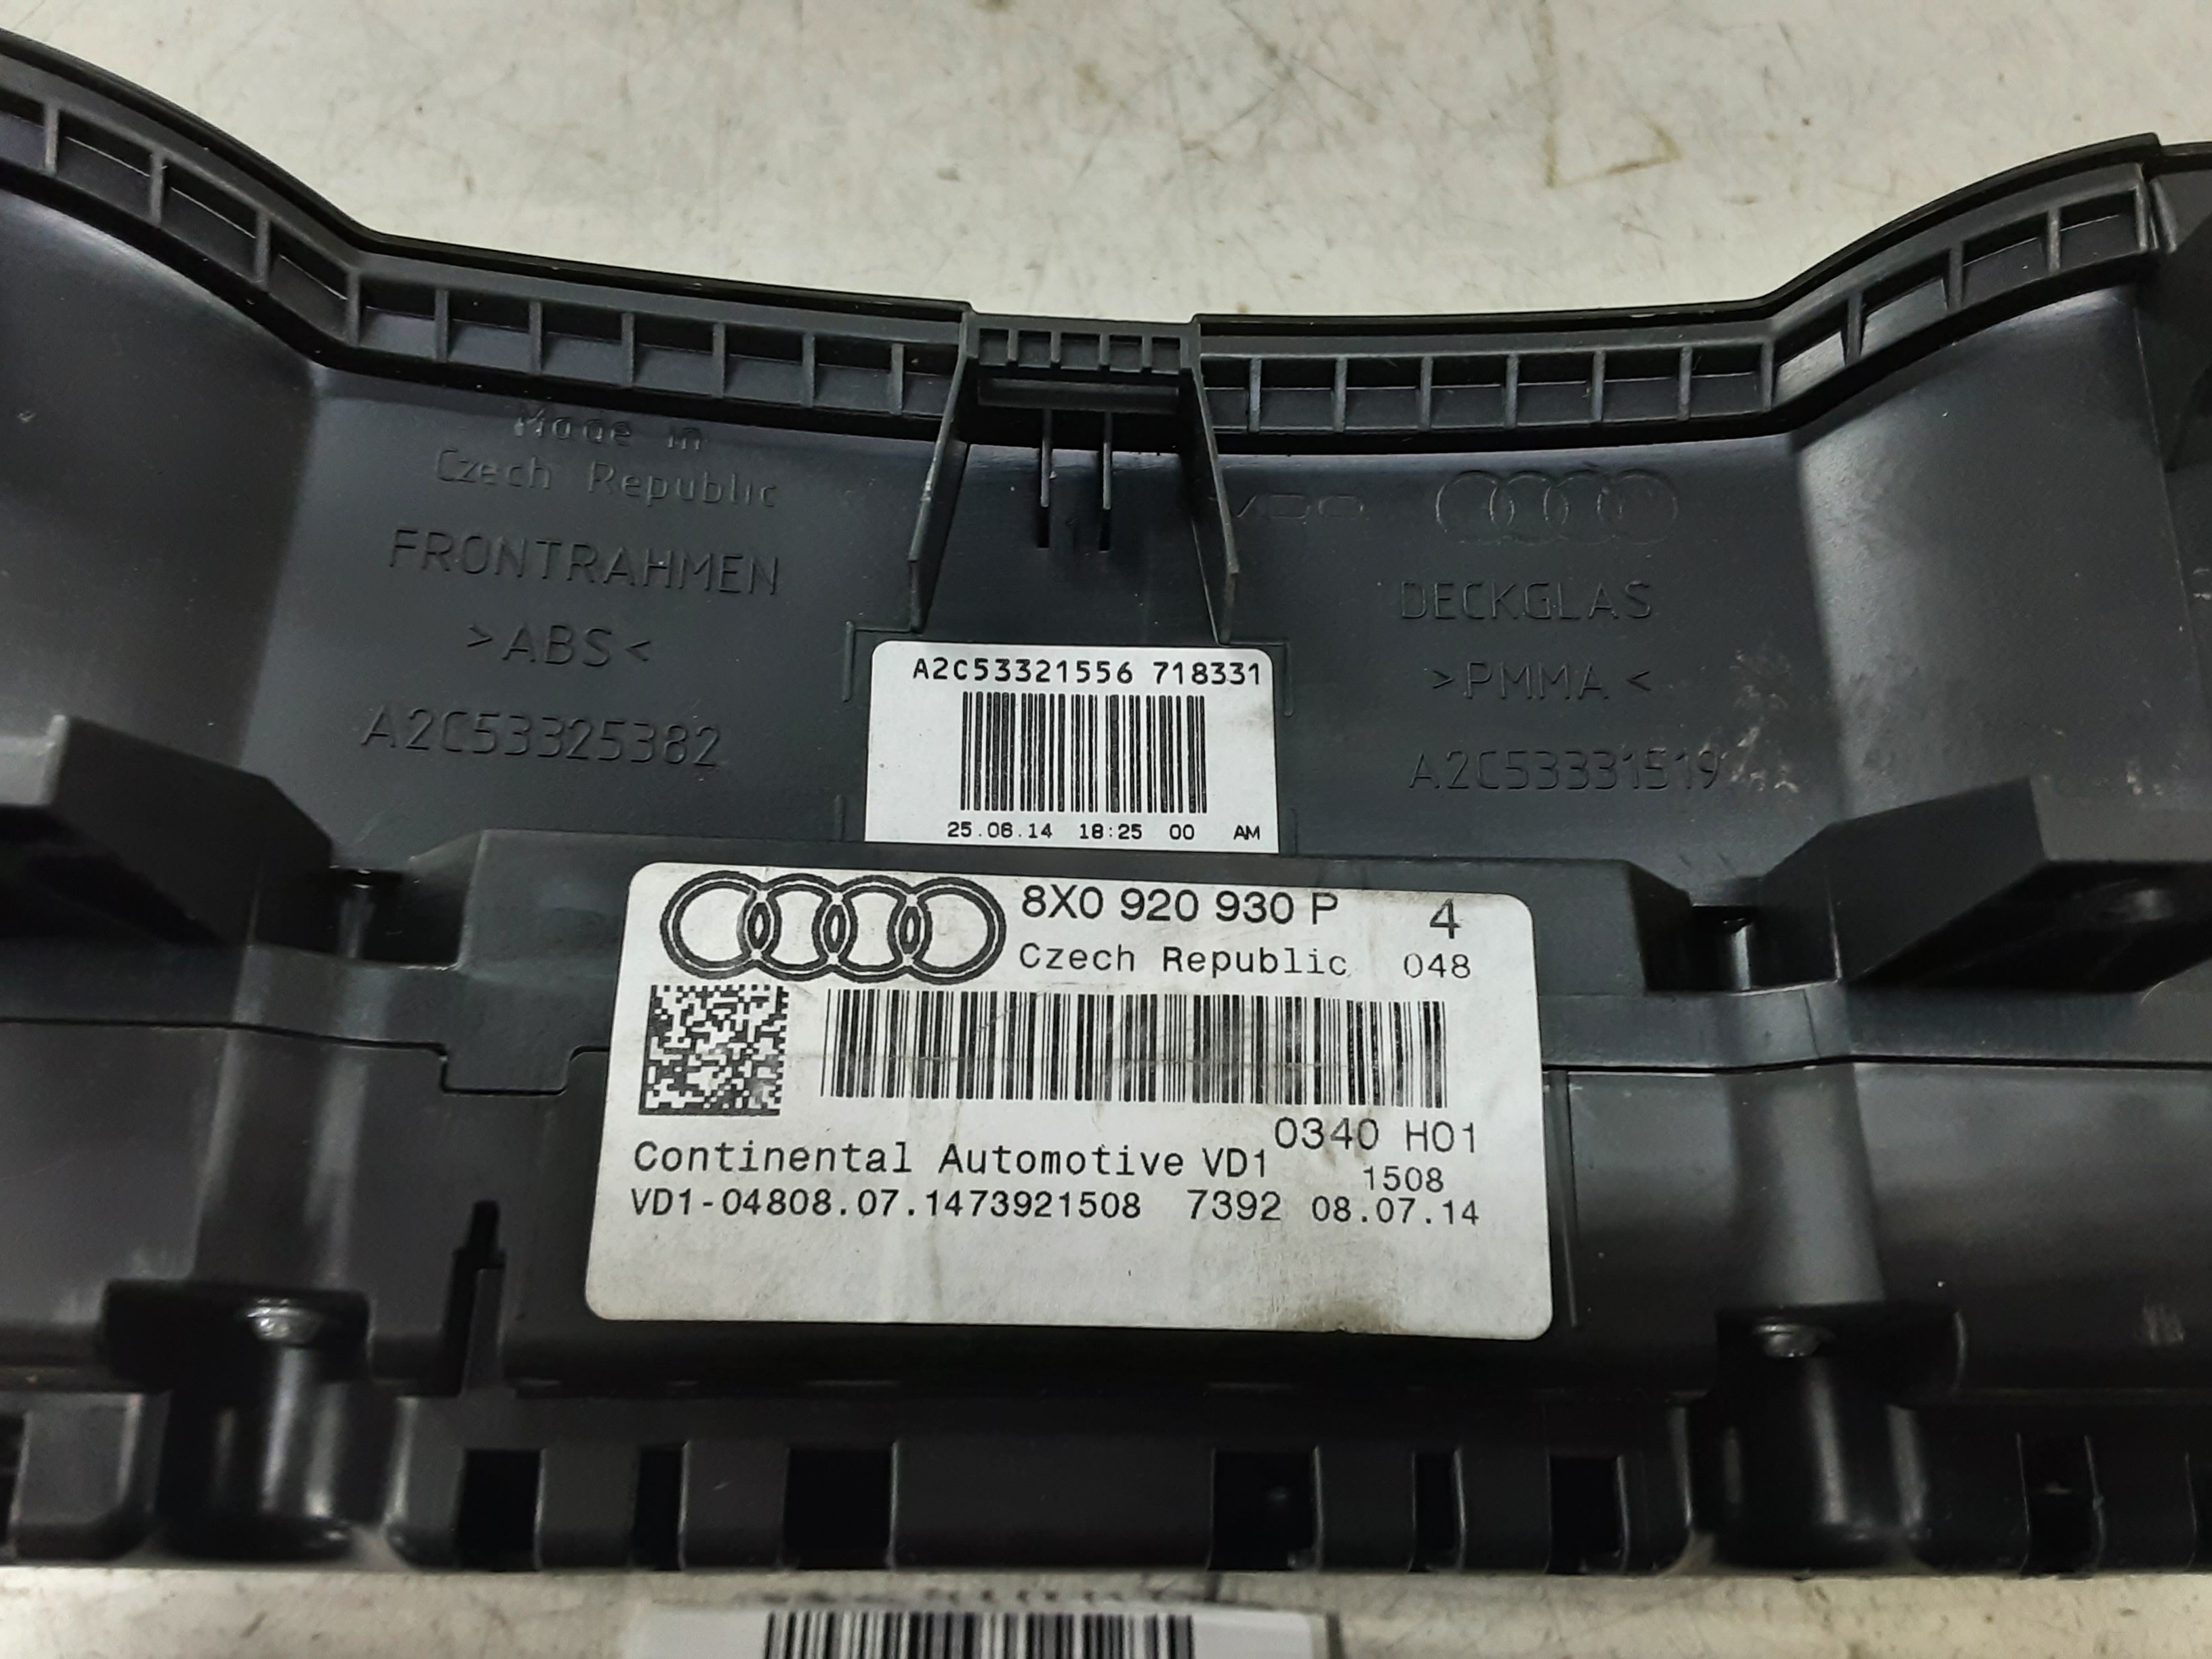 Made in
Czech Republic
FRONTRAHMEN
>ABS<
A2C53325382
VDO
DECKGLAS
>PMMA<
A2C53331519
A2C53321556 718331
25.06.14 18:25 00 AM
8X0 920 930 P 4
Czech Republic 048
0340 H01
Continental Automotive VD1 1508
VD1-04808.07.1473921508 7392 08.07.14